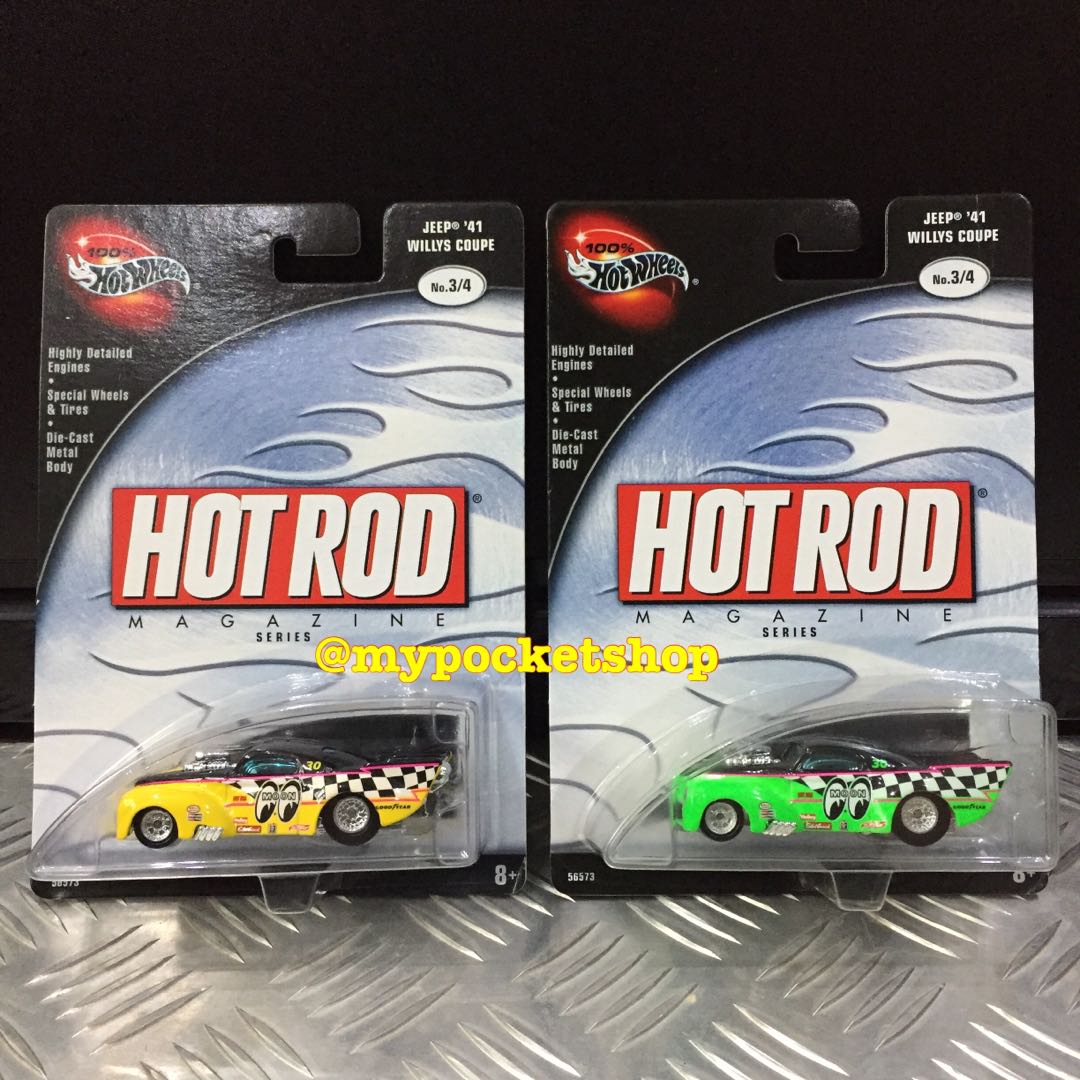 100%
Hot Wheels®
JEEP® '41
WILLYS COUPE
No.3/4
Highly Detailed
Engines
•
Special Wheels
& Tires
•
Die-Cast
Metal
Body
HOT ROD®
MAGAZINE
SERIES
30
MOON
GOODYEAR
56573
8+
100%
Hot Wheels®
JEEP® '41
WILLYS COUPE
No.3/4
Highly Detailed
Engines
•
Special Wheels
& Tires
•
Die-Cast
Metal
Body
HOT ROD®
MAGAZINE
SERIES
30
MOON
GOODYEAR
56573
8+
@mypocketshop